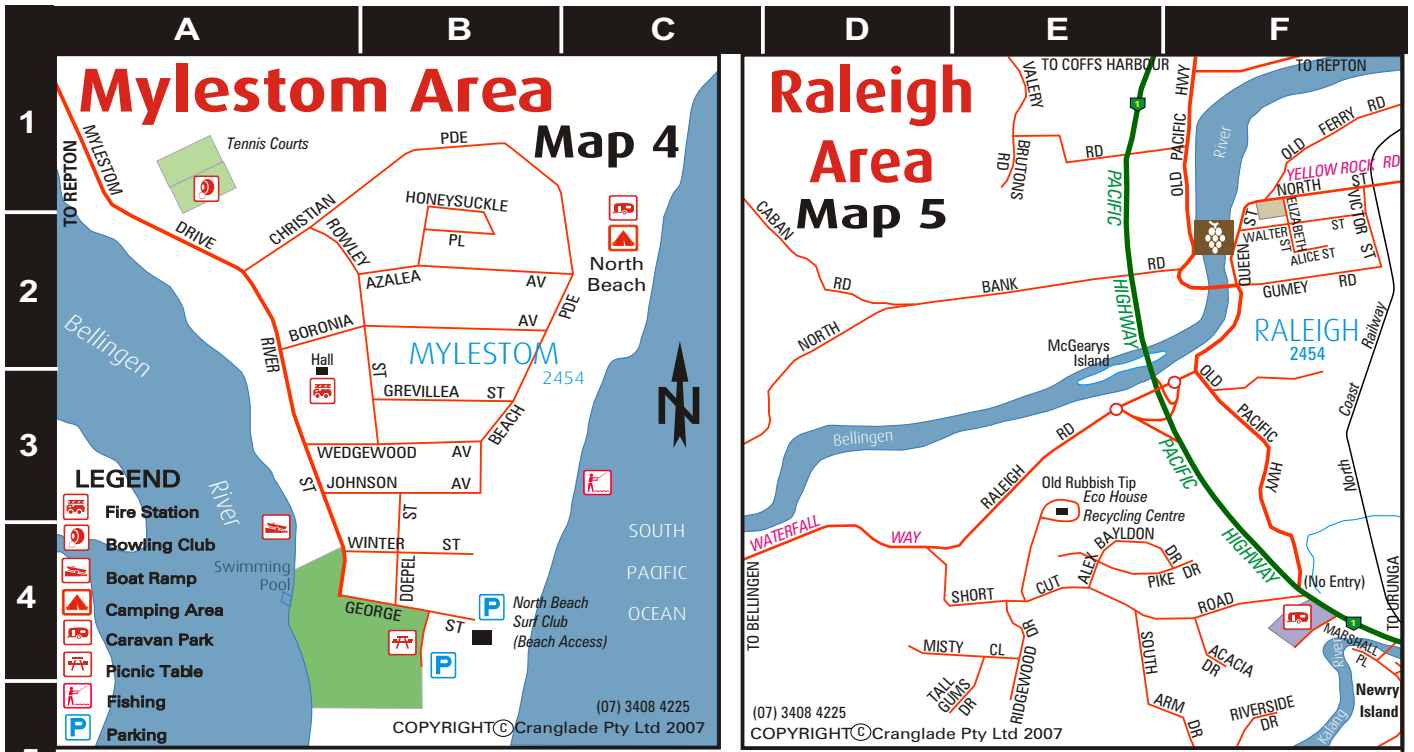 A B C D E F
1
2
3
4
Mylestom Area
Map 4
MYLESTOM
TO REPTON
Tennis Courts
DRIVE
CHRISTIAN
PDE
ROWLEY
HONEYSUCKLE
PL
AZALEA
AV
PDE
North
Beach
BORONIA
AV
RIVER
Hall
ST
MYLESTOM
2454
GREVILLEA ST
BEACH
N
Bellingen
WEDGEWOOD AV
JOHNSON AV
ST
ST
River
WINTER ST
DOEPEL
Swimming
Pool
GEORGE
ST
P
North Beach
Surf Club
(Beach Access)
P
SOUTH
PACIFIC
OCEAN
LEGEND
Fire Station
Bowling Club
Boat Ramp
Camping Area
Caravan Park
Picnic Table
Fishing
P
Parking
(07) 3408 4225
COPYRIGHT © Cranglade Pty Ltd 2007
Raleigh
Area
Map 5
TO COFFS HARBOUR
VALERY
BRUTONS
RD
RD
1
PACIFIC
HIGHWAY
OLD PACIFIC HWY
TO REPTON
River
OLD FERRY RD
YELLOW ROCK RD
NORTH ST
VICTOR ST
ELIZABETH
ST
WALTER ST
ALICE ST
QUEEN ST
GUMEY RD
CABAN
RD
NORTH
BANK
RD
RALEIGH
2454
McGearys
Island
North Coast Railway
OLD
PACIFIC
HWY
PACIFIC
HIGHWAY
Bellingen
RALEIGH
RD
Old Rubbish Tip
Eco House
Recycling Centre
WATERFALL
WAY
TO BELLINGEN
SHORT
CUT
ALEX
BAYLDON
DR
PIKE DR
ROAD
(No Entry)
1
MARSHALL
PL
TO URUNGA
MISTY CL
TALL
GUMS
DR
RIDGEWOOD DR
SOUTH
ARM
DR
ACACIA
DR
RIVERSIDE
DR
River
Kalang
Newry
Island
(07) 3408 4225
COPYRIGHT © Cranglade Pty Ltd 2007